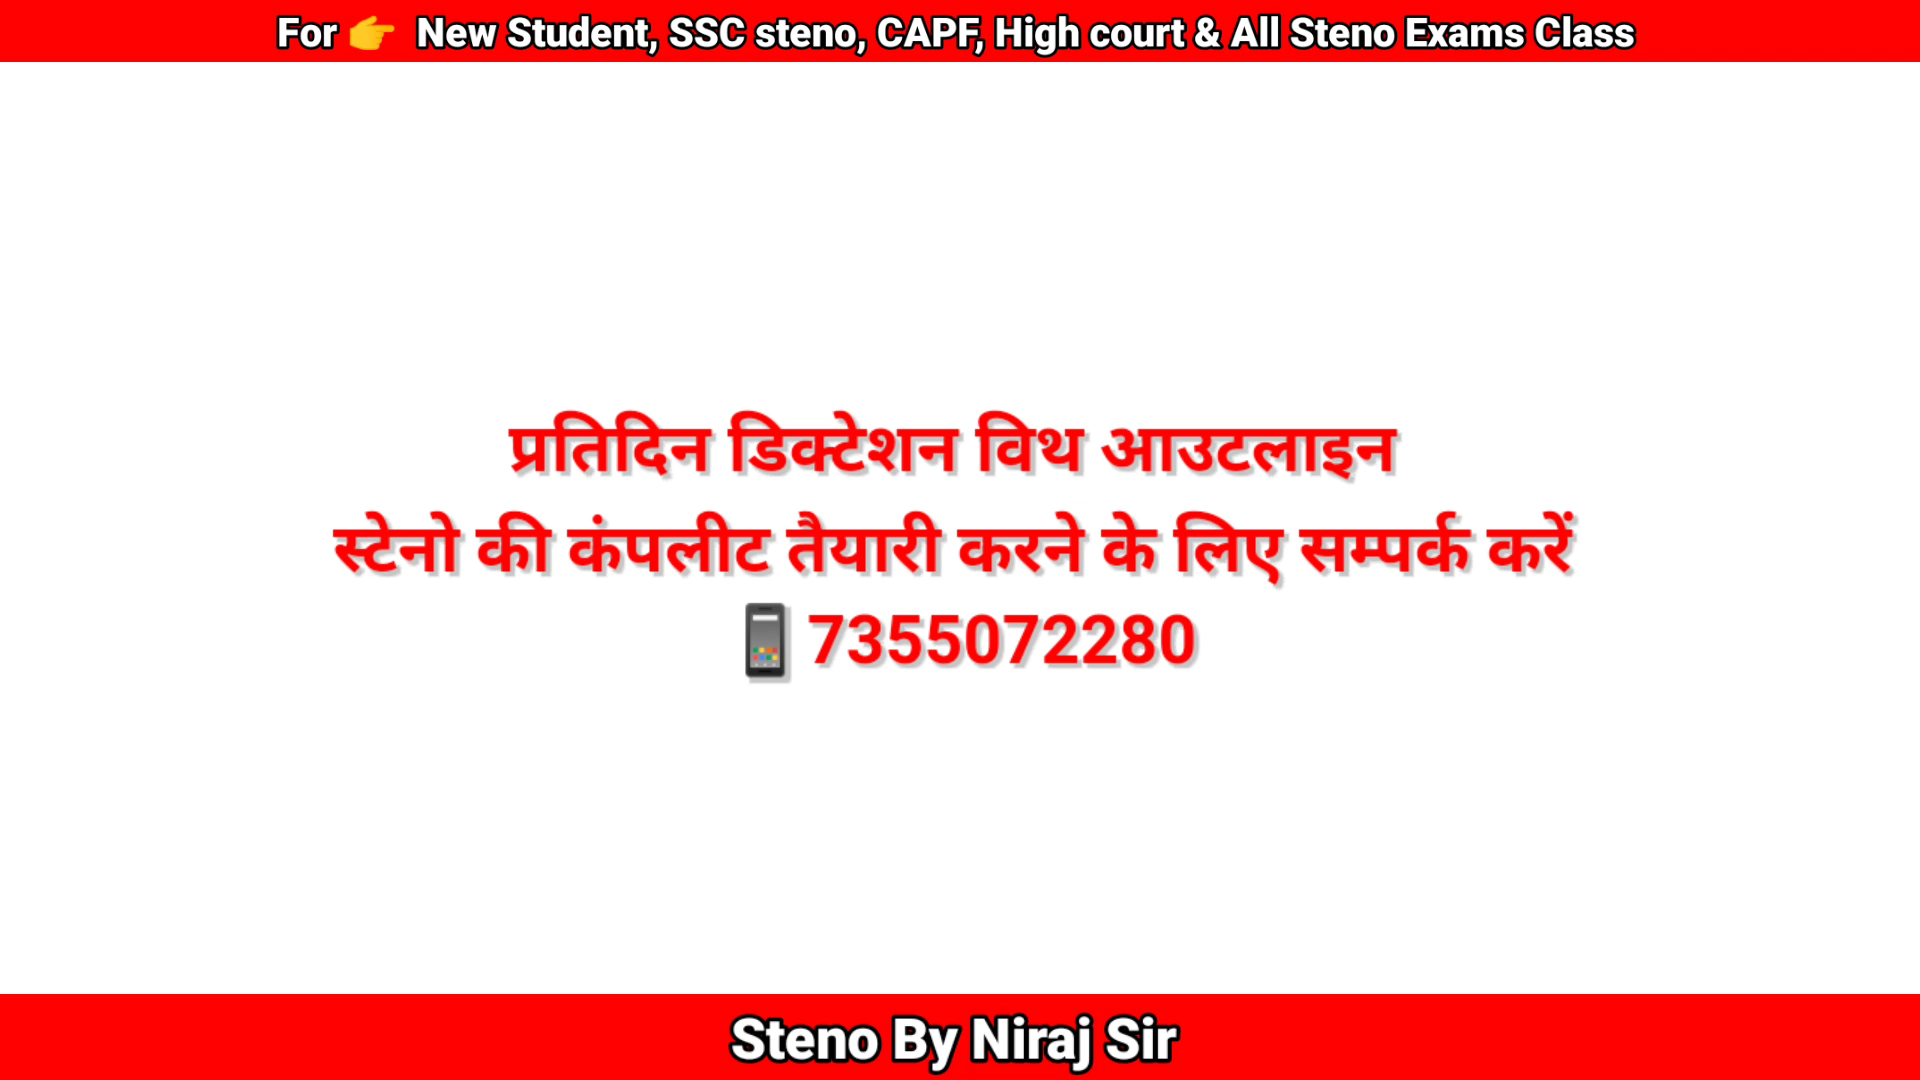 For 👉 New Student, SSC steno, CAPF, High court & All Steno Exams Class
प्रतिदिन डिक्टेशन विथ आउटलाइन
स्टेनो की कंपलीट तैयारी करने के लिए सम्पर्क करें
📱7355072280
Steno By Niraj Sir